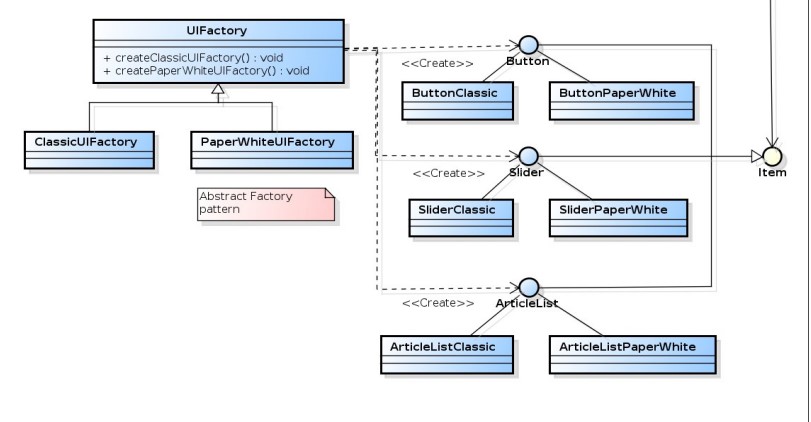 UIFactory
+ createClassicUIFactory() : void
+ createPaperWhiteUIFactory() : void
ClassicUIFactory
PaperWhiteUIFactory
Abstract Factory
pattern
<<Create>>
Button
ButtonClassic
ButtonPaperWhite
<<Create>>
Slider
Item
SliderClassic
SliderPaperWhite
<<Create>>
ArticleList
ArticleListClassic
ArticleListPaperWhite